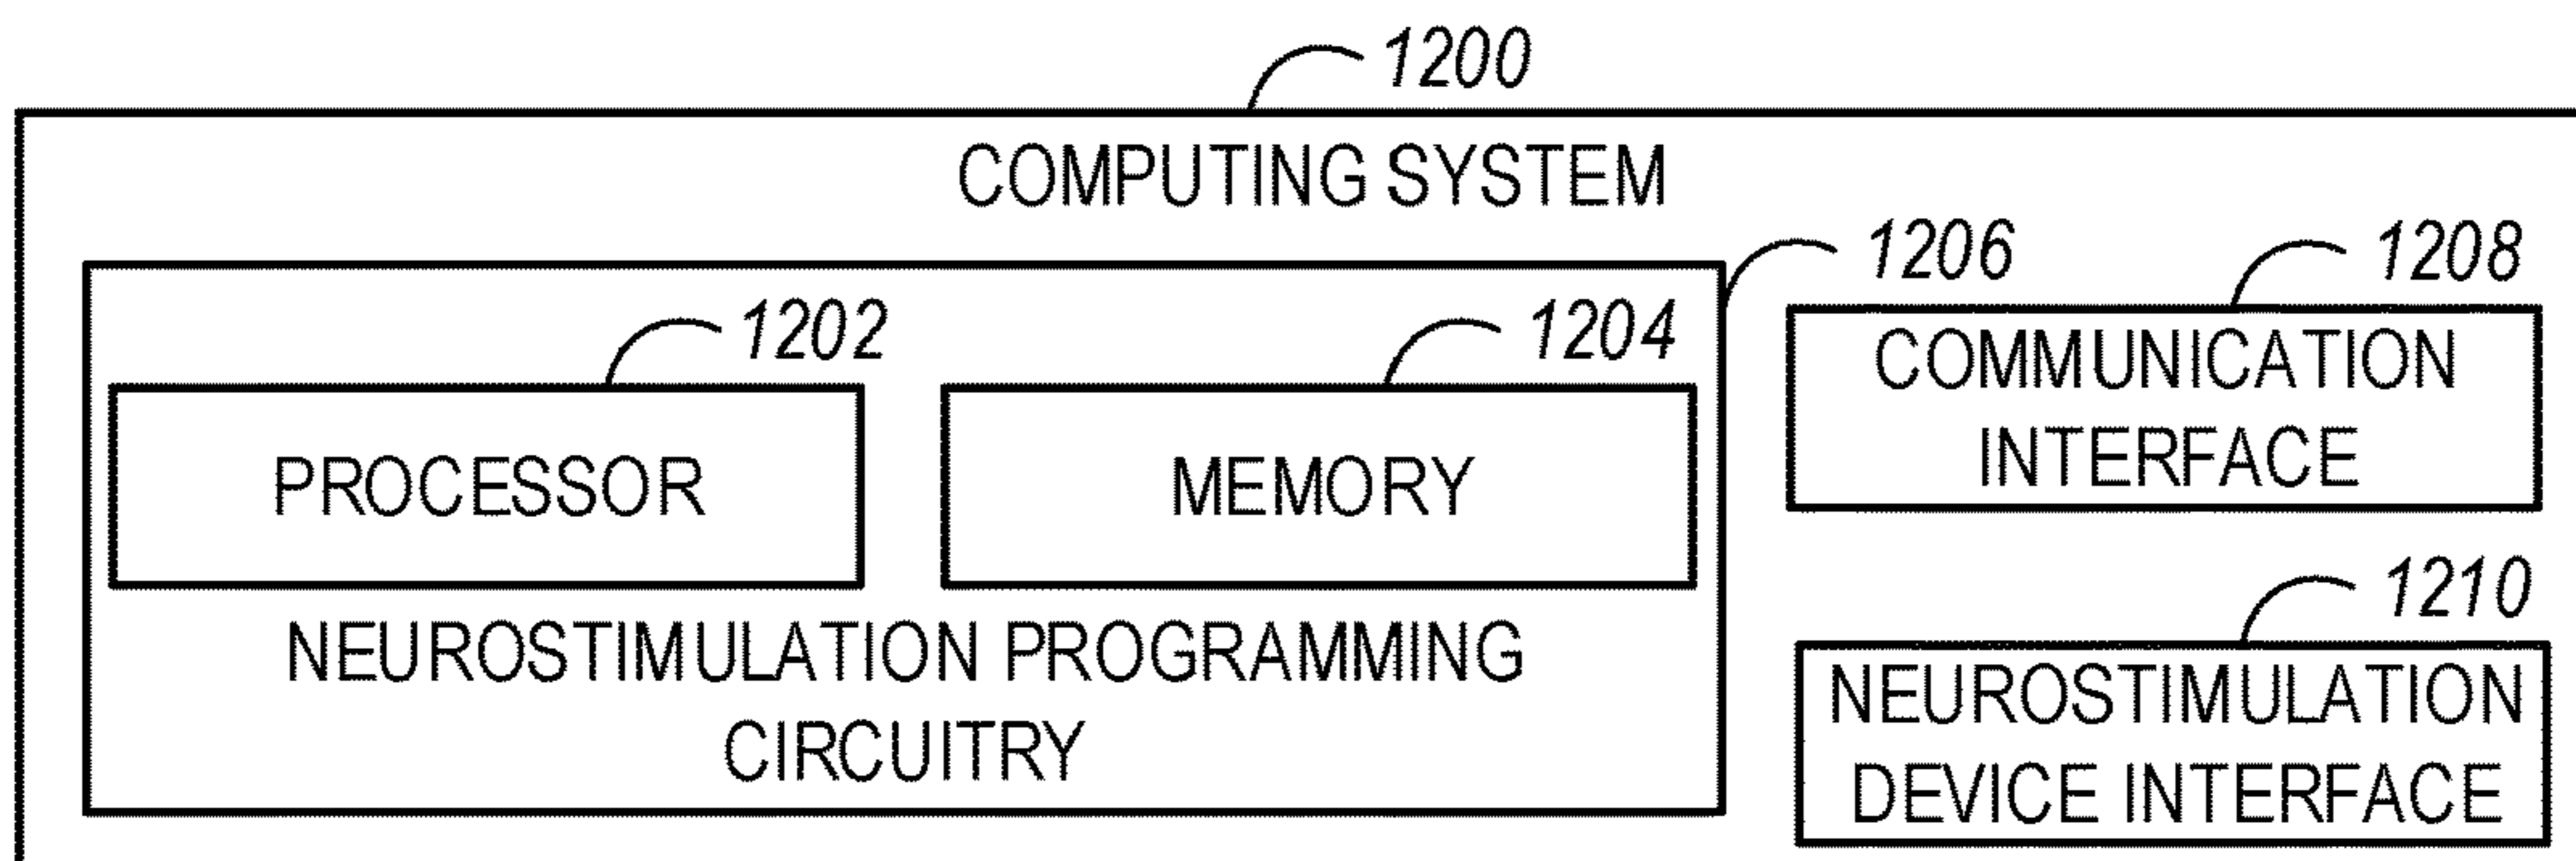 1200
COMPUTING SYSTEM
1206
1208
1202
1204
COMMUNICATION
INTERFACE
PROCESSOR
MEMORY
1210
NEUROSTIMULATION PROGRAMMING
CIRCUITRY
NEUROSTIMULATION
DEVICE INTERFACE